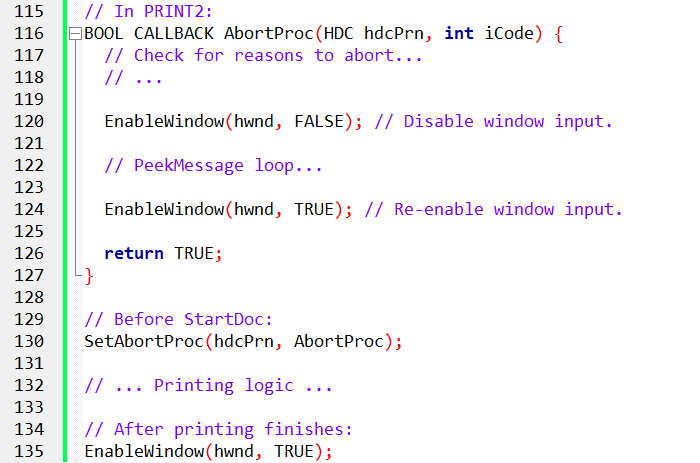 115 // In PRINT2:
116 BOOL CALLBACK AbortProc(HDC hdcPrn, int iCode) {
117 // Check for reasons to abort...
118 // ...
119
120 EnableWindow(hwnd, FALSE); // Disable window input.
121
122 // PeekMessage loop...
123
124 EnableWindow(hwnd, TRUE); // Re-enable window input.
125
126 return TRUE;
127 }
128
129 // Before StartDoc:
130 SetAbortProc(hdcPrn, AbortProc);
131
132 // ... Printing logic ...
133
134 // After printing finishes:
135 EnableWindow(hwnd, TRUE);